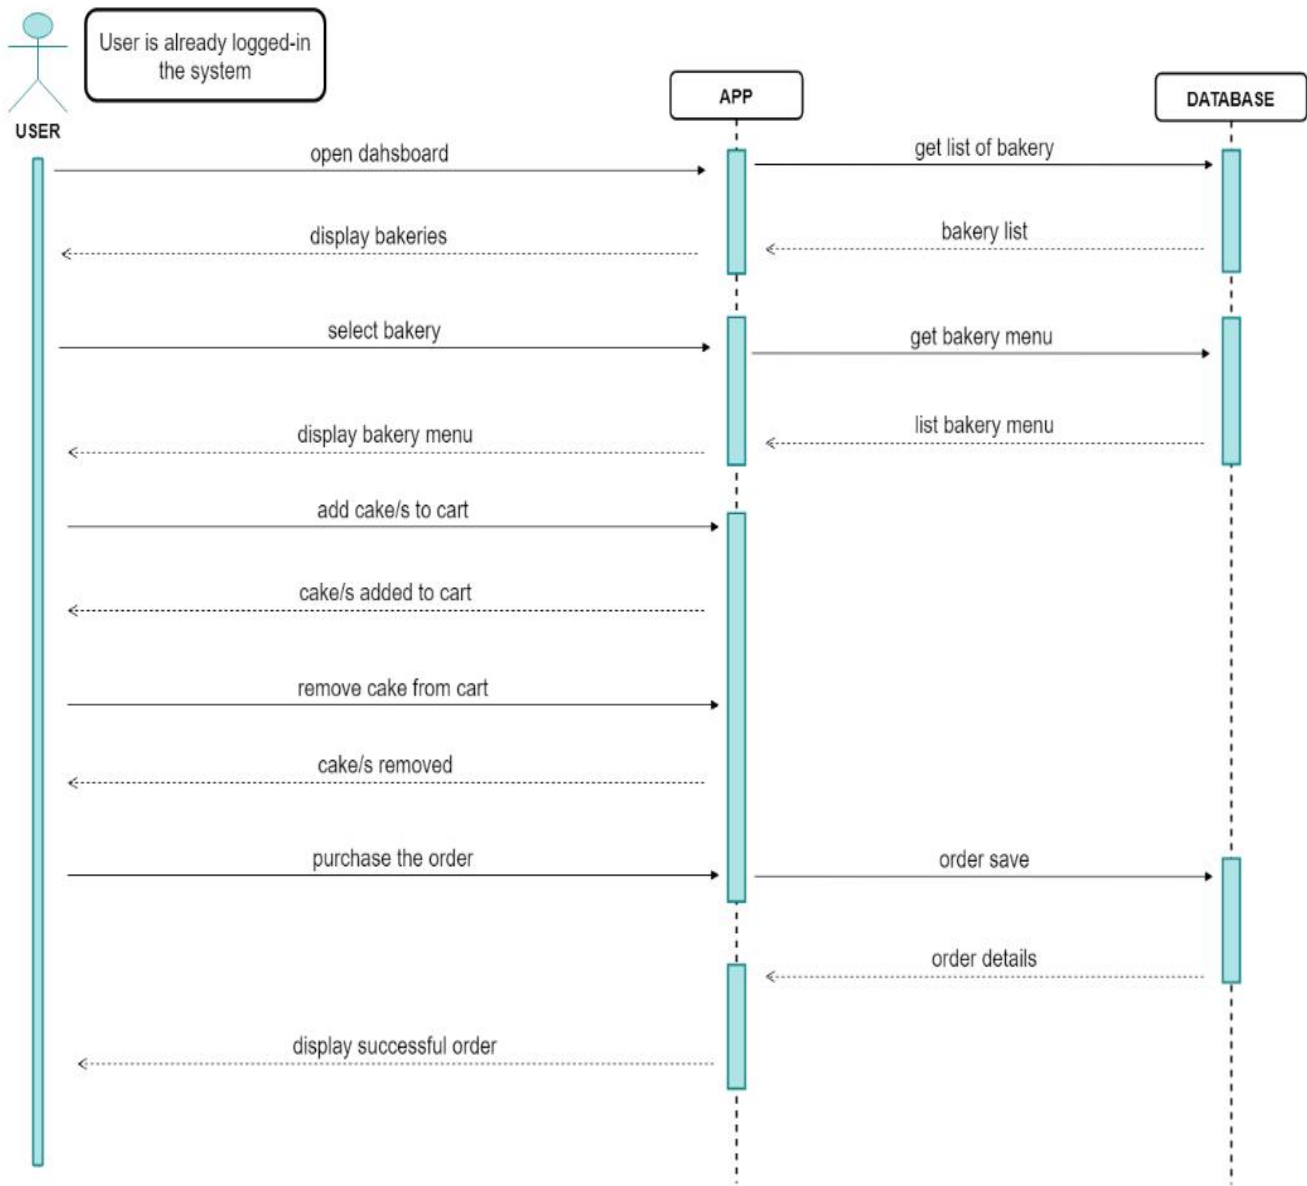 User is already logged-in
the system
APP
DATABASE
USER
open dahsboard
get list of bakery
display bakeries
bakery list
select bakery
get bakery menu
display bakery menu
list bakery menu
add cake/s to cart
cake/s added to cart
remove cake from cart
cake/s removed
purchase the order
order save
order details
display successful order